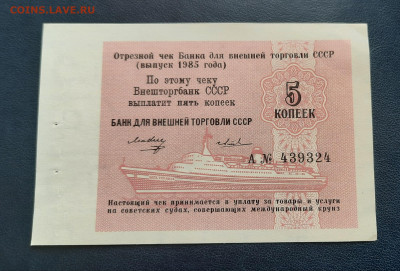 COINS.LAVE.RU
Отрезной чек Банка для внешней торговли СССР
(выпуск 1985 года)
По этому чеку
Внешторгбанк СССР
выплатит пять копеек
БАНК ДЛЯ ВНЕШНЕЙ ТОРГОВЛИ СССР
5
КОПЕЕК
А № 439324
Настоящий чек принимается в уплату за товары и услуги
на советских судах, совершающих международный круиз